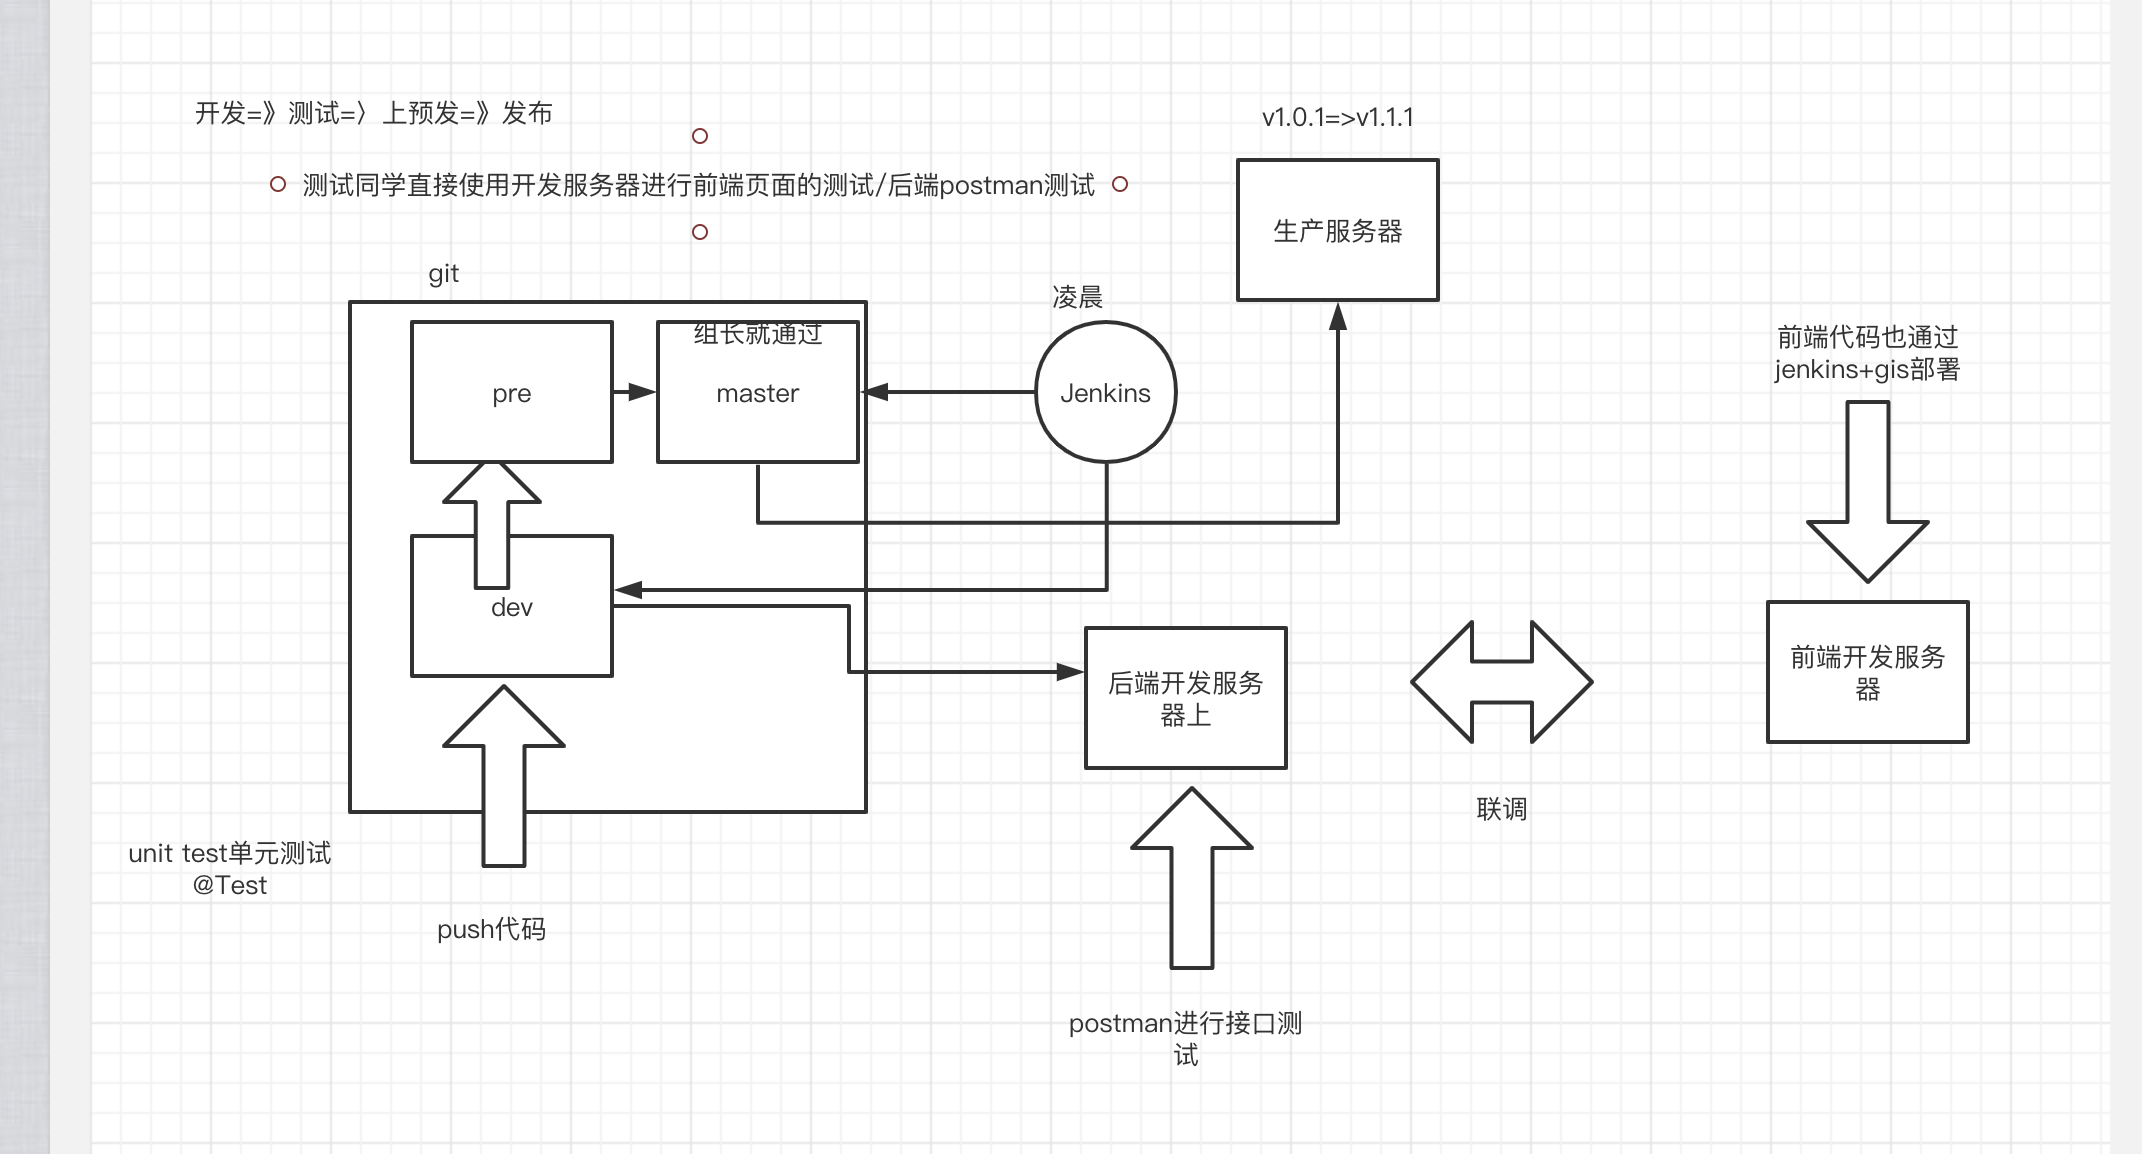 开发=》测试=〉上预发=》发布
v1.0.1=>v1.1.1
测试同学直接使用开发服务器进行前端页面的测试/后端postman测试
生产服务器
git
凌晨
组长就通过
前端代码也通过
jenkins+gis部署
pre
master
Jenkins
dev
后端开发服务
器上
前端开发服务
器
联调
unit test单元测试
@Test
push代码
postman进行接口测
试